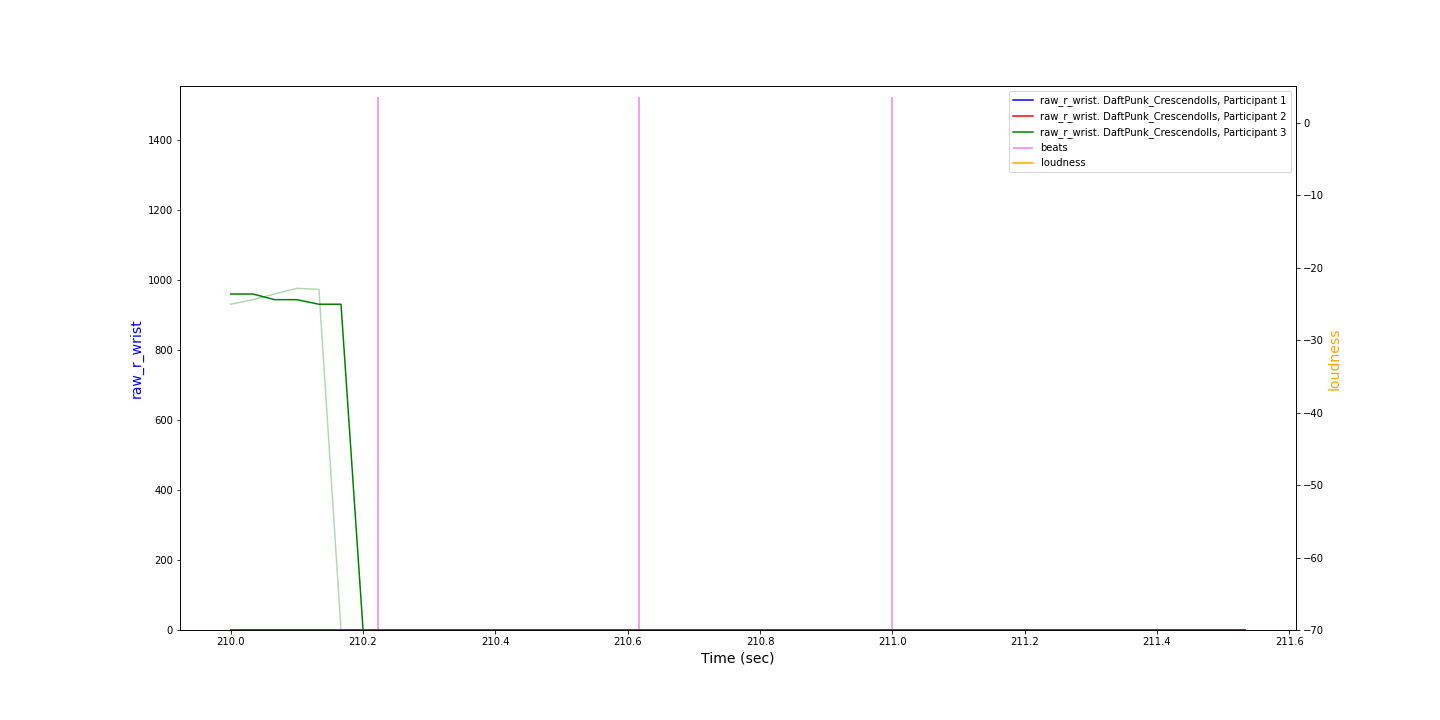 raw_r_wrist. DaftPunk_Crescendolls, Participant 1
raw_r_wrist. DaftPunk_Crescendolls, Participant 2
raw_r_wrist. DaftPunk_Crescendolls, Participant 3
beats
loudness
raw_r_wrist
1400
1200
1000
800
600
400
200
0
0
−10
−20
−30
−40
−50
−60
−70
loudness
210.0 210.2 210.4 210.6 210.8 211.0 211.2 211.4 211.6
Time (sec)